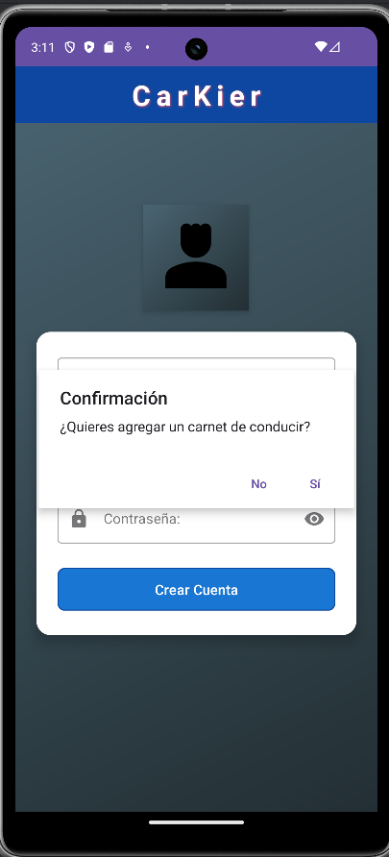 3:11
CarKier
Confirmación
¿Quieres agregar un carnet de conducir?
No Sí
Contraseña:
Crear Cuenta